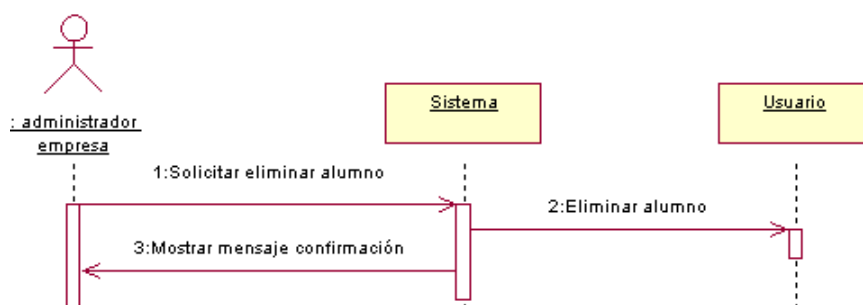 Sistema
Usuario
: administrador
empresa
1:Solicitar eliminar alumno
2:Eliminar alumno
3:Mostrar mensaje confirmación